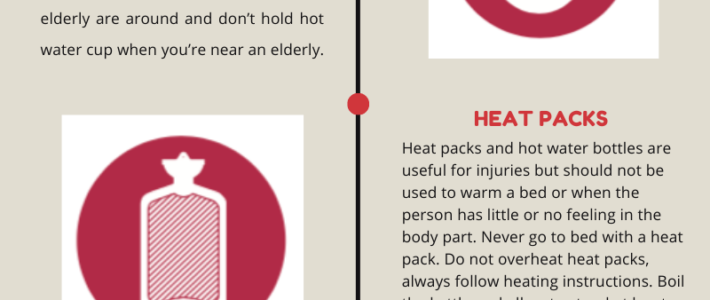 elderly are around and don’t hold hot
water cup when you’re near an elderly.
HEAT PACKS
Heat packs and hot water bottles are
useful for injuries but should not be
used to warm a bed or when the
person has little or no feeling in the
body part. Never go to bed with a heat
pack. Do not overheat heat packs,
always follow heating instructions. Boil